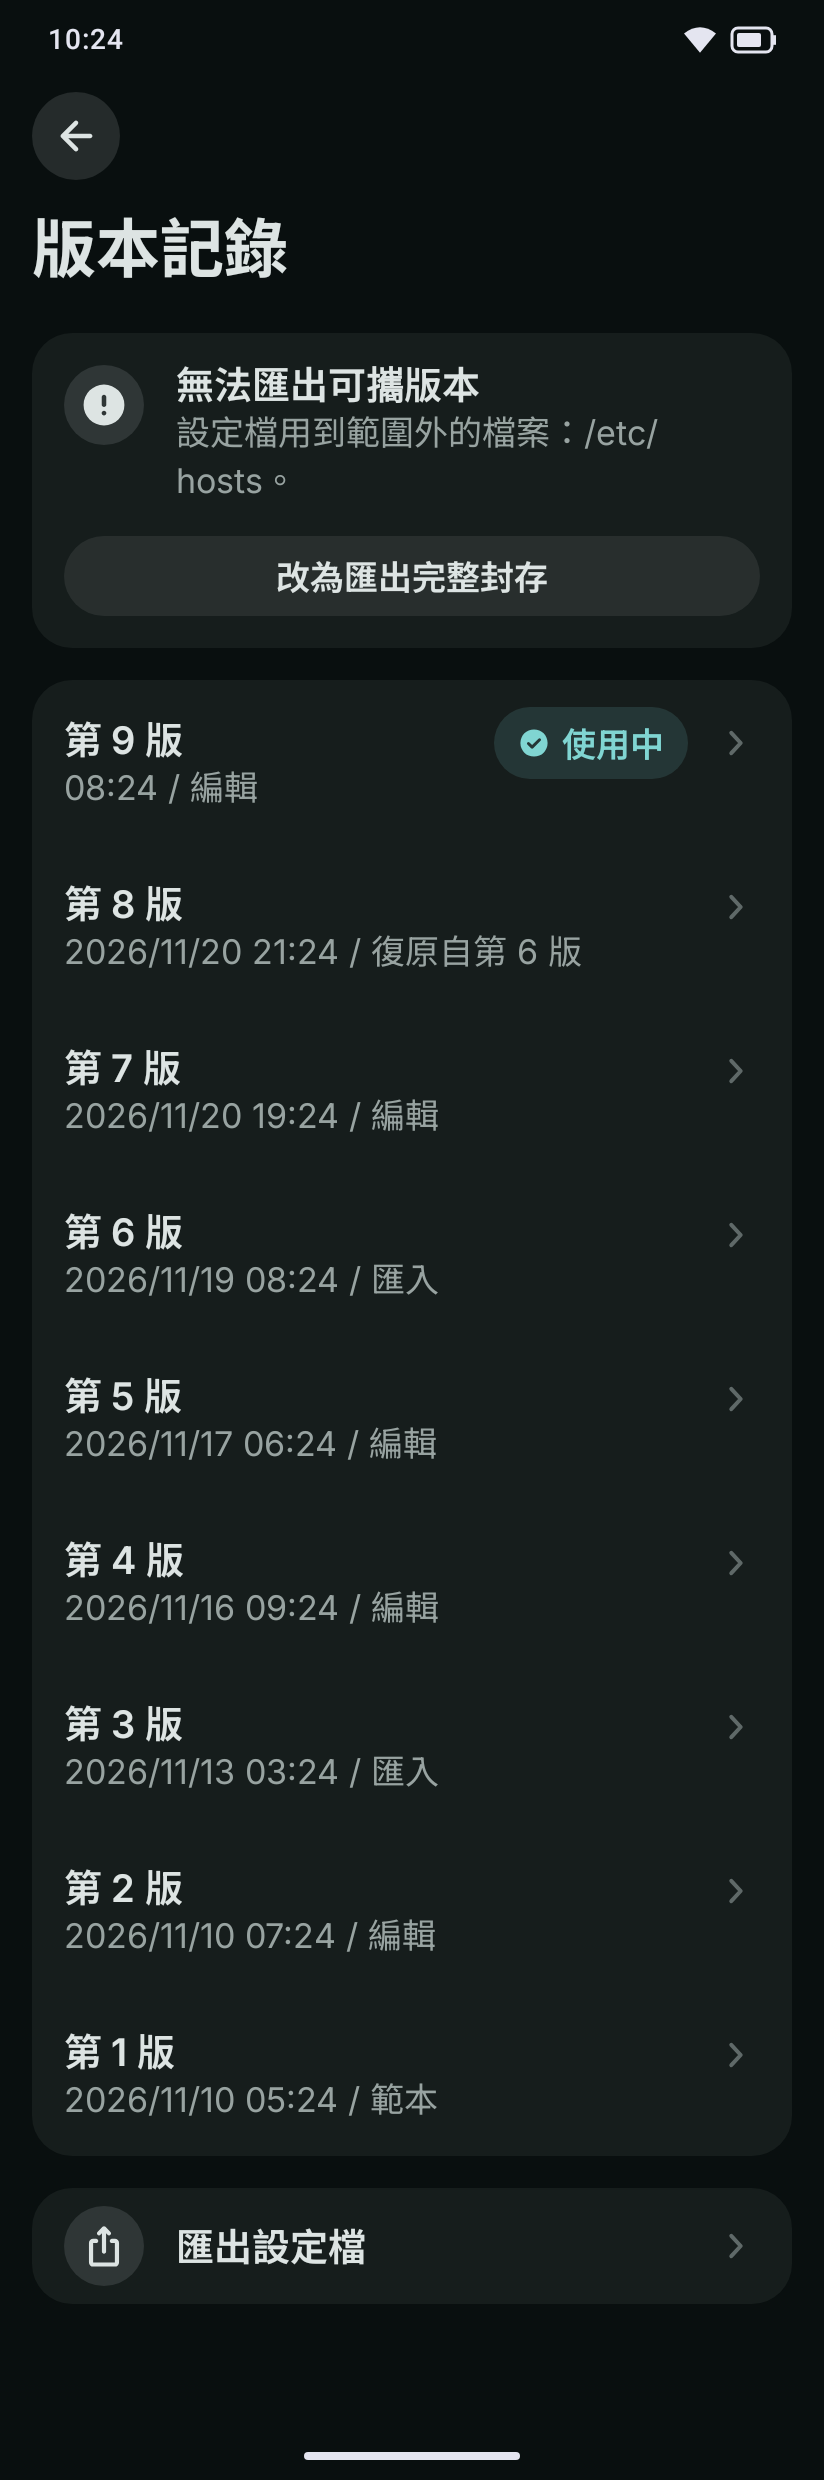 10:24
版本記錄
無法匯出可攜版本
設定檔用到範圍外的檔案：/etc/
hosts。
改為匯出完整封存
第 9 版
使用中
08:24 / 編輯
第 8 版
2026/11/20 21:24 / 復原自第 6 版
第 7 版
2026/11/20 19:24 / 編輯
第 6 版
2026/11/19 08:24 / 匯入
第 5 版
2026/11/17 06:24 / 編輯
第 4 版
2026/11/16 09:24 / 編輯
第 3 版
2026/11/13 03:24 / 匯入
第 2 版
2026/11/10 07:24 / 編輯
第 1 版
2026/11/10 05:24 / 範本
匯出設定檔